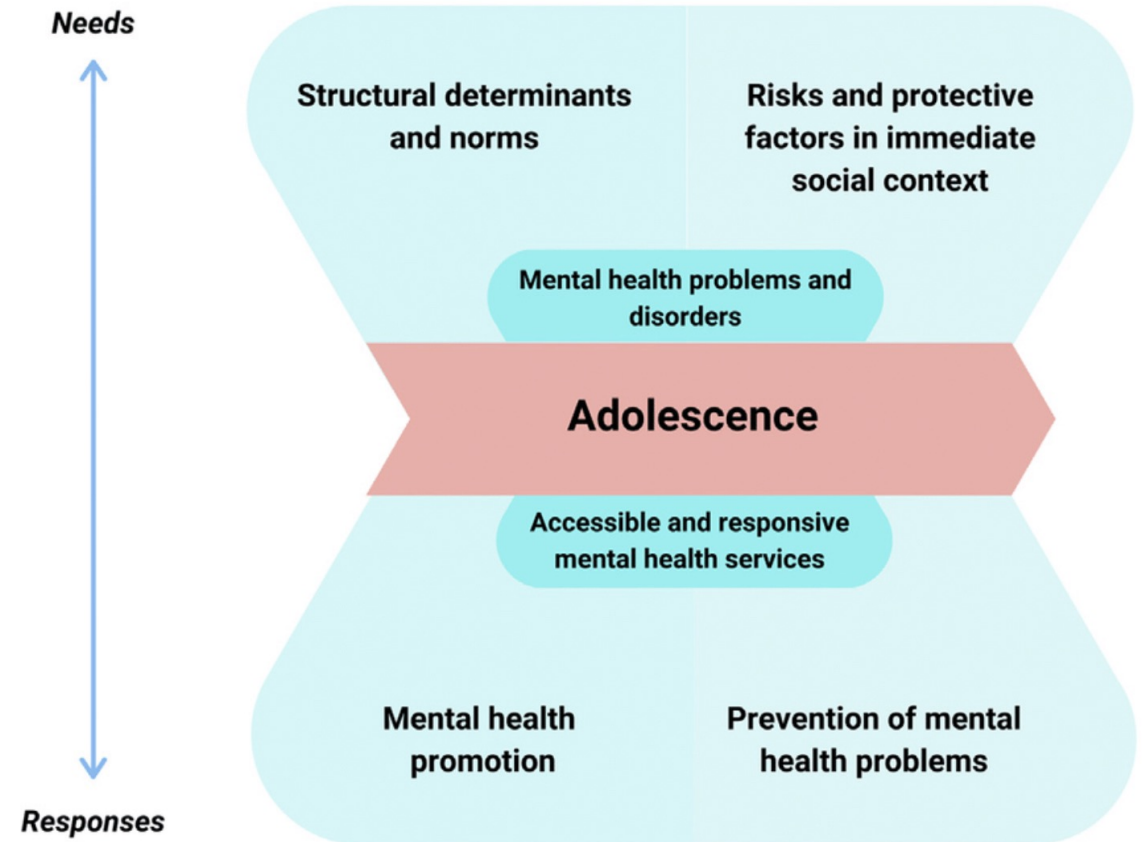 Needs
Structural determinants
and norms
Risks and protective
factors in immediate
social context
Mental health problems and
disorders
Adolescence
Accessible and responsive
mental health services
Mental health
promotion
Prevention of mental
health problems
Responses